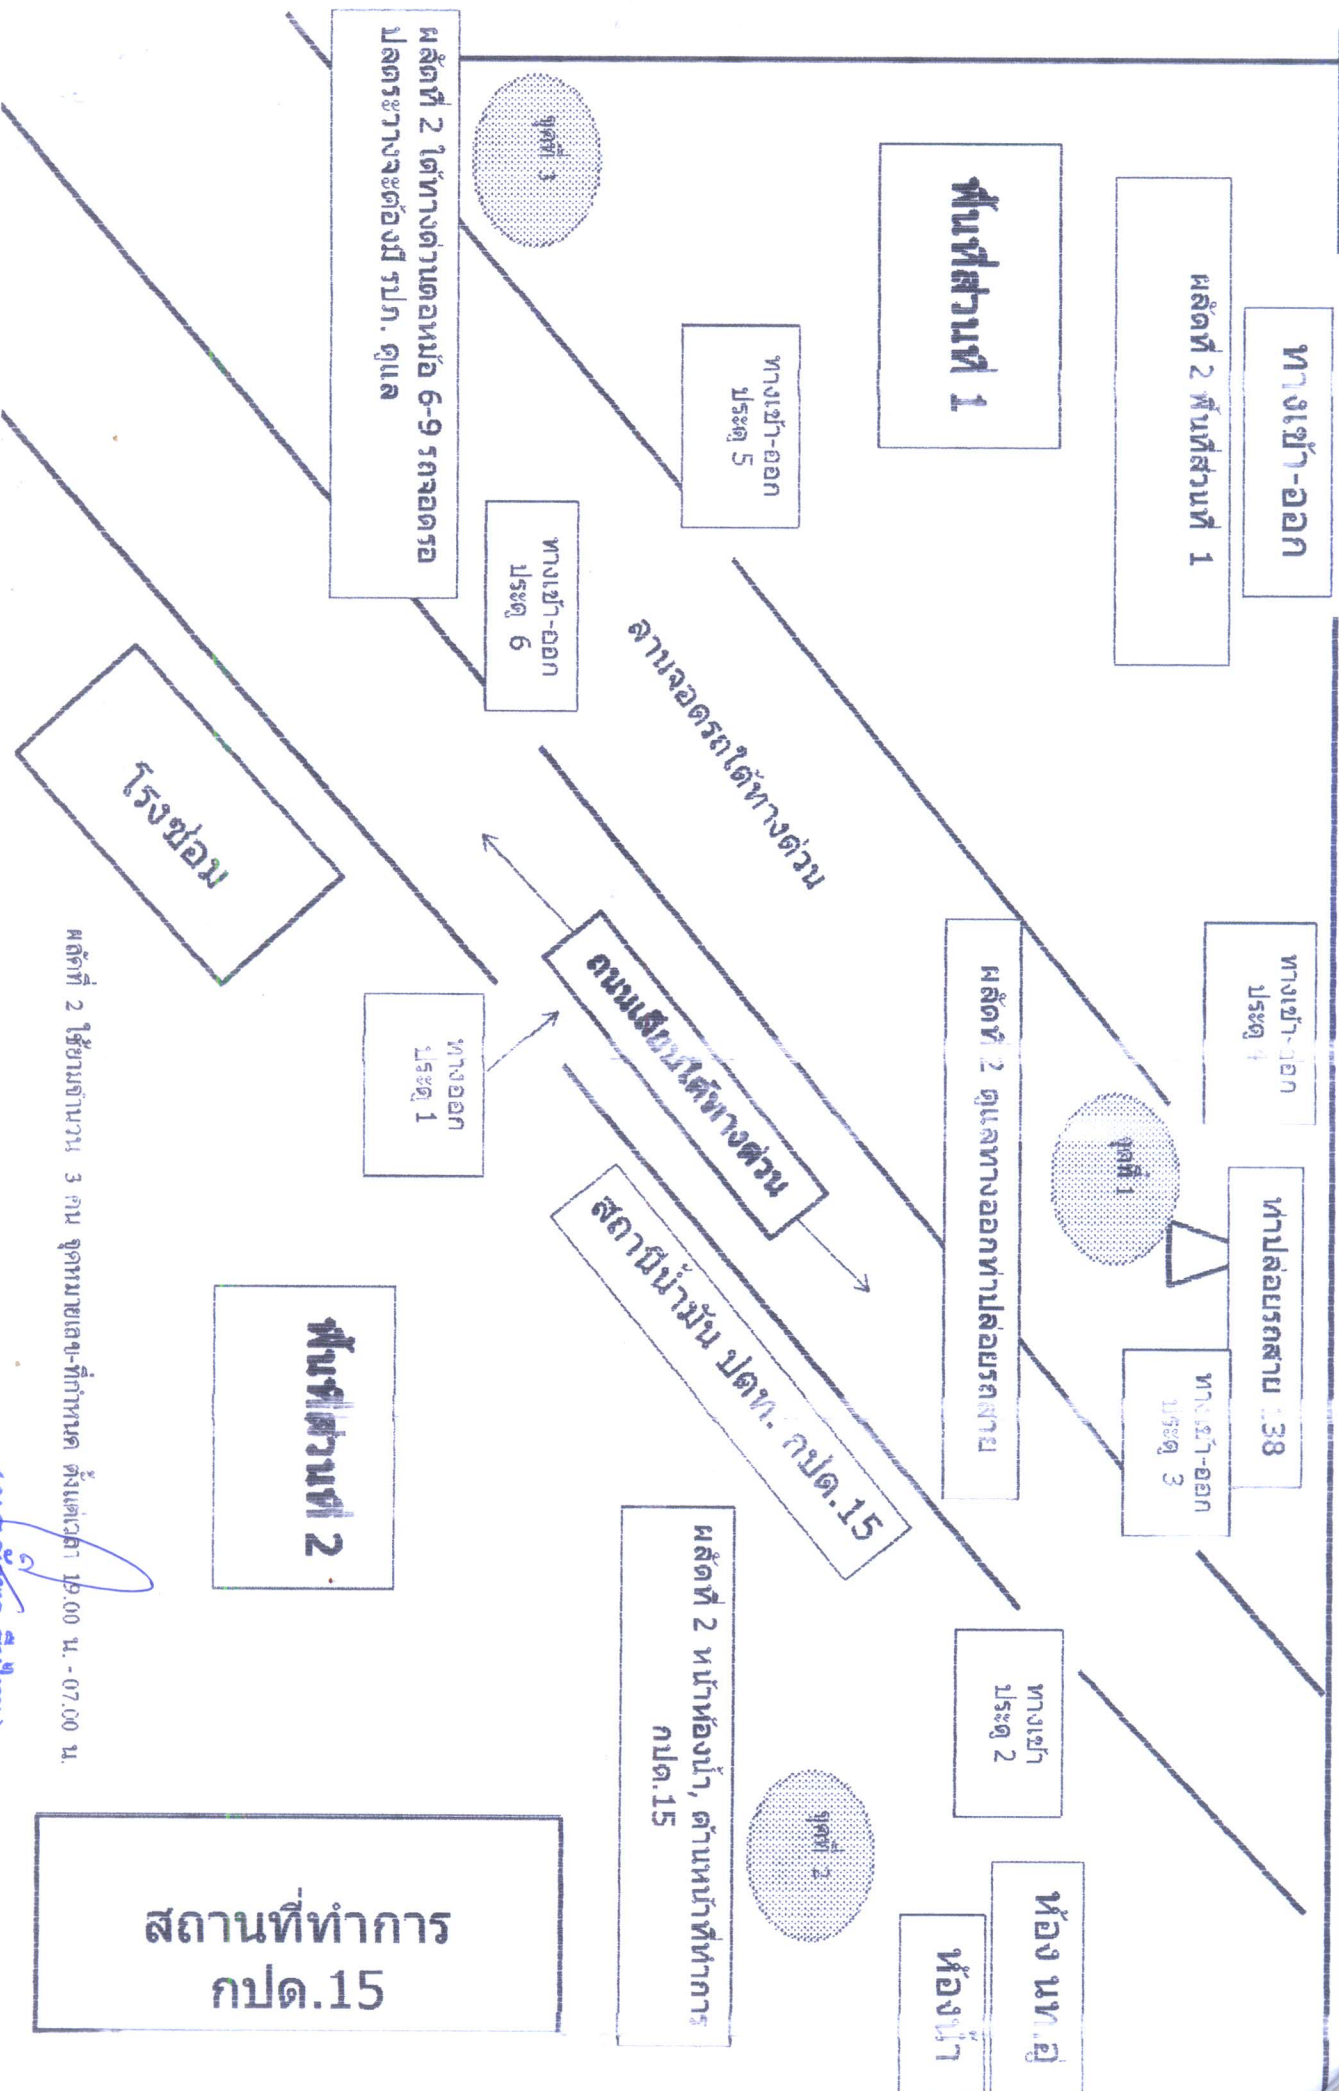 ทางเข้า-ออก
ผลัดที่ 2 พื้นที่ส่วนที่ 1
พื้นที่ส่วนที่ 1
จุดที่ 3
ผลัดที่ 2 ใต้ทางด่วนตอหม้อ 6-9 รถจอดรอ
ปลดระวางจะต้องมี รปภ. ดูแล
ทางเข้า-ออก
ประตู 5
ทางเข้า-ออก
ประตู 6
ลานจอดรถใต้ทางด่วน
ทางเข้า-ออก
ประตู 4
ท่าปล่อยรถสาย 138
จุดที่ 1
ทางเข้า-ออก
ประตู 3
ผลัดที่ 2 ดูแลทางออกท่าปล่อยรถสาย
ถนนเลียบใต้ทางด่วน
โรงซ่อม
ทางออก
ประตู 1
สถานีน้ำมัน ปตท. กปด.15
ทางเข้า
ประตู 2
พื้นที่ส่วนที่ 2
ผลัดที่ 2 หน้าห้องน้ำ, ด้านหน้าที่ทำการ
กปด.15
จุดที่ 2
ห้อง นท.อู่
ห้องน้ำ
สถานที่ทำการ
กปด.15
ผลัดที่ 2 ใช้ยามจำนวน 3 คน จุดหมายเลข-ที่กำหนด ตั้งแต่เวลา 19.00 น. - 07.00 น.